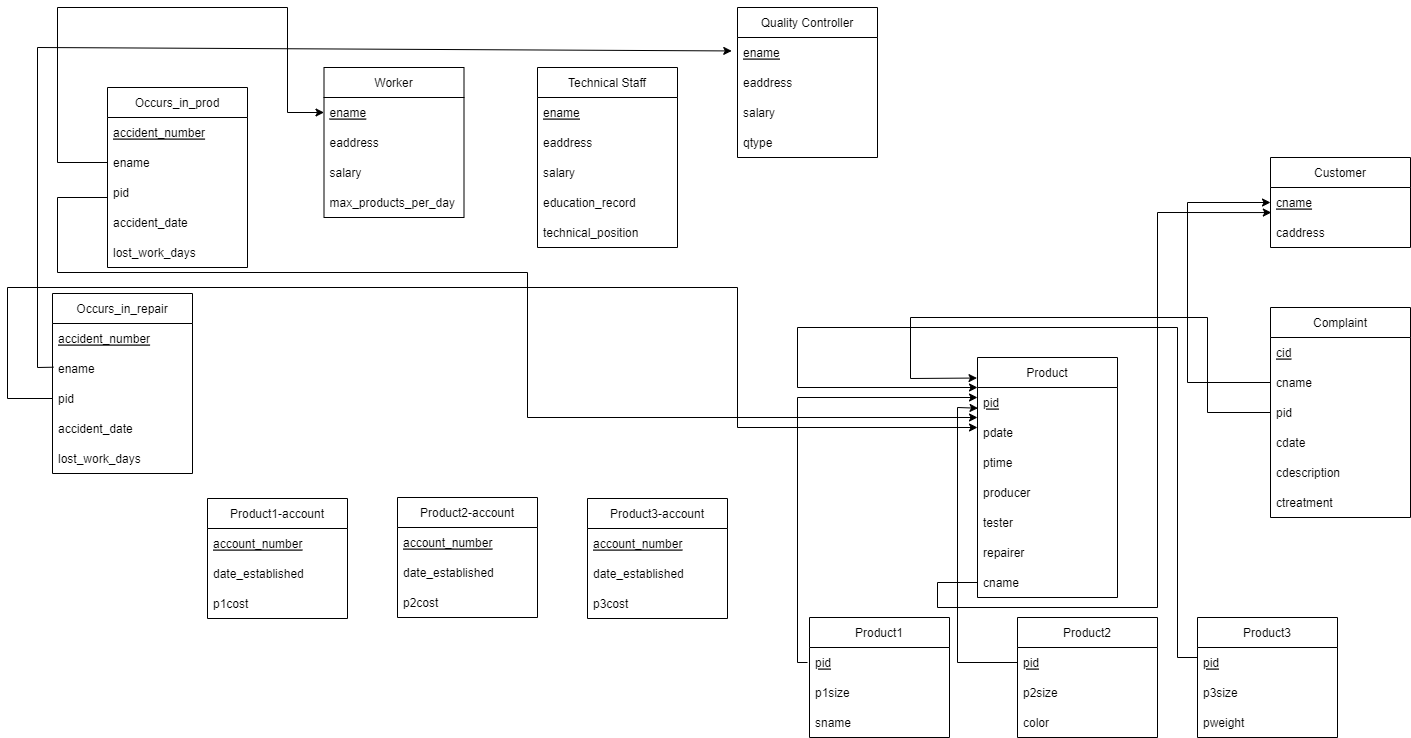 Quality Controller
ename
eaddress
salary
qtype
Worker
ename
eaddress
salary
max_products_per_day
Technical Staff
ename
eaddress
salary
education_record
technical_position
Occurs_in_prod
accident_number
ename
pid
accident_date
lost_work_days
Customer
cname
caddress
Occurs_in_repair
accident_number
ename
pid
accident_date
lost_work_days
Complaint
cid
cname
pid
cdate
cdescription
ctreatment
Product
pid
pdate
ptime
producer
tester
repairer
cname
Product1-account
account_number
date_established
p1cost
Product2-account
account_number
date_established
p2cost
Product3-account
account_number
date_established
p3cost
Product1
pid
p1size
sname
Product2
pid
p2size
color
Product3
pid
p3size
pweight